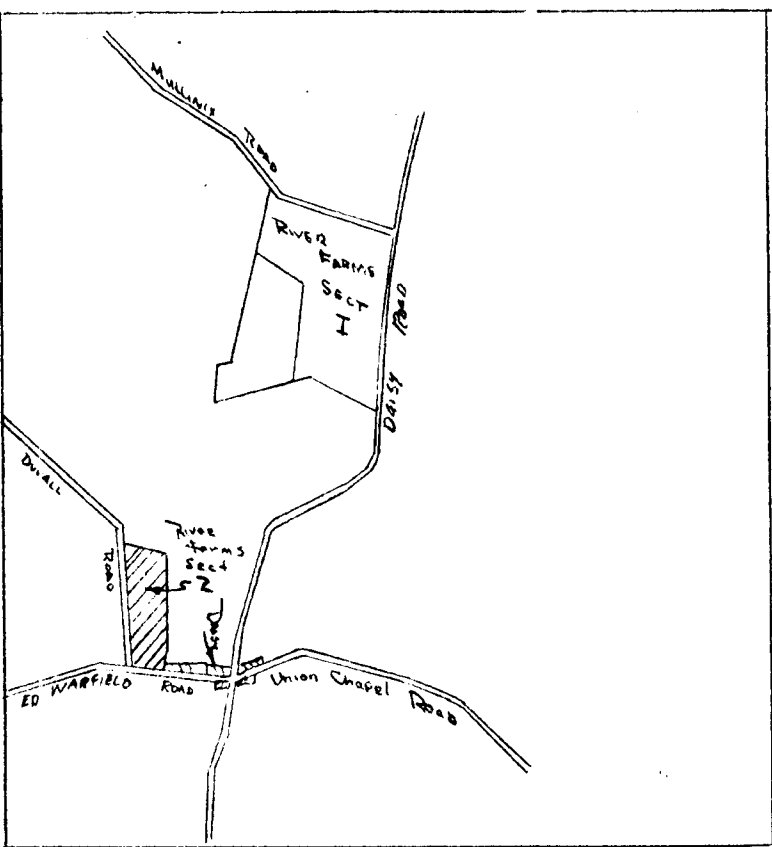 MULLINIX ROAD
RIVER
FARMS
SECT
I
DAISY ROAD
DUVALL ROAD
River
farms
Sect
2
DAISY
ED WARFIELD ROAD
Union Chapel ROAD